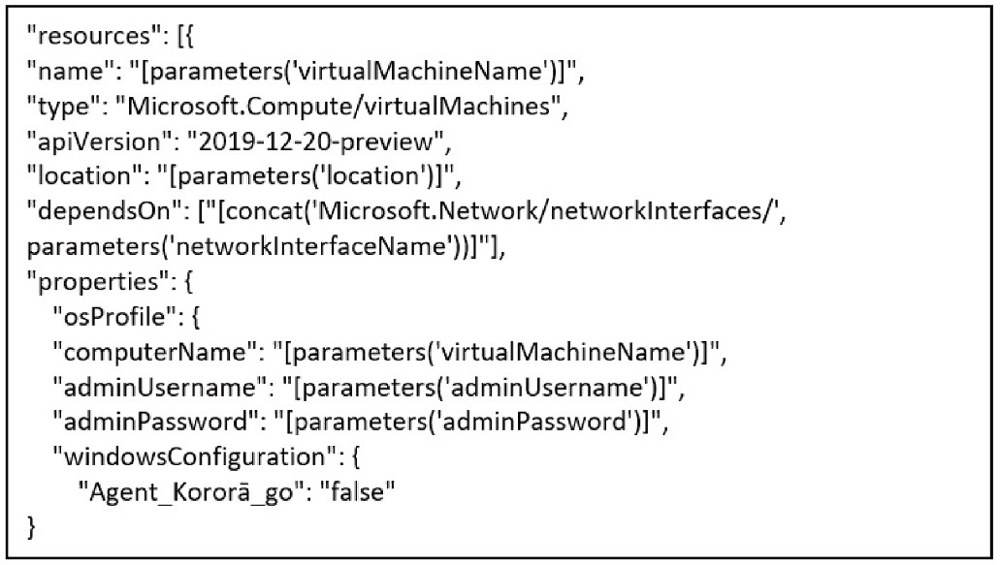 "resources": [{
"name": "[parameters('virtualMachineName')]",
"type": "Microsoft.Compute/virtualMachines",
"apiVersion": "2019-12-20-preview",
"location": "[parameters('location')]",
"dependsOn": ["[concat('Microsoft.Network/networkInterfaces/',
parameters('networkInterfaceName'))]"],
"properties": {
"osProfile": {
"computerName": "[parameters('virtualMachineName')]",
"adminUsername": "[parameters('adminUsername')]",
"adminPassword": "[parameters('adminPassword')]",
"windowsConfiguration": {
"Agent_Kororā_go": "false"
}